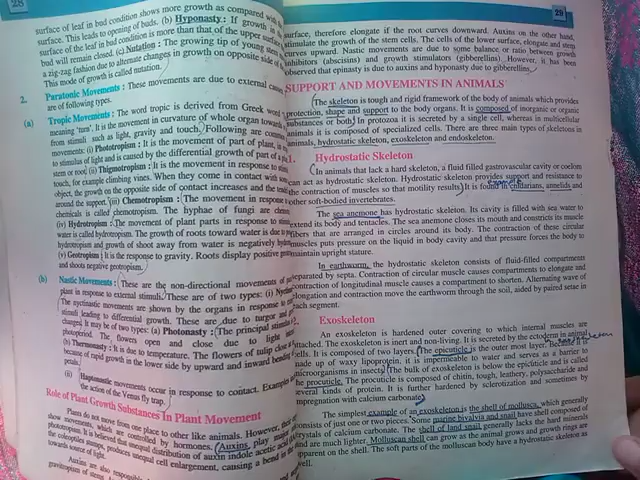 28
surface of leaf in bud condition shows more growth as compared with
surface. This leads to opening of buds. (b) Hyponasty : If growth
surface of the leaf in bud condition is more than that of the upper
bud will remain closed. (c) Nutation : The growing tip of young stem
a zig-zag fashion due to alternate changes in growth on opposite side of
This mode of growth is called nutation.
2. Paratonic Movements : These movements are due to external
are of following types.
(a) Tropic Movements : The word tropic is derived from Greek word
meaning 'turn'. It is the movement in curvature of whole organ toward
from stimuli such as light, gravity and touch. Following are
movements: (i) Phototropism : It is the movement of part of plant, in
to stimulus of light and is caused by the differential growth of part of
stem or root. (ii) Thigmotropism : It is the movement in response to
touch, for example climbing vines. When they come in contact with
object, the growth on the opposite side of contact increases and the
around the support. (iii) Chemotropism : The movement in response
chemicals is called chemotropism. The hyphae of fungi are
(iv) Hydrotropism : The movement of plant parts in response to
water is called hydrotropism. The growth of roots toward water is due
hydrotropism and growth of shoot away from water is negatively
(v) Geotropism : It is the response to gravity. Roots display positive
and shoots negative geotropism.
(b) Nastic Movements : These are the non-directional movements of
plant in response to external stimuli. These are of two types: (i)
The nyctinastic movements are shown by the organs in response to
stimuli leading to differential growth. These are due to turgor and
changed. It may be of two types: (a) Photonasty : The principal
photoperiod. The flowers open and close due to light
(b) Thermonasty : It is due to temperature. The flowers of tulip close
because of rapid growth in the lower side by upward and inward bending
petals.
(ii) Haptonastic movements occur in response to contact. Example
the action of the Venus fly trap.
Role of Plant Growth Substances In Plant Movement
Plants do not move from one place to other like animals. However, their
show movements, which are controlled by hormones. Auxins play
phototropism. It is believed that unequal distribution of auxin indole acetic
the coleoptile apex, produces unequal cell enlargement, causing a bend
towards source of light.
Auxins are also responsible
28
surface, therefore elongate if the root curves downward. Auxins on the other hand,
stimulate the growth of the stem cells. The cells of the lower surface, elongate and stem
curves upward. Nastic movements are due to some balance or ratio between growth
inhibitors (abscisins) and growth stimulators (gibberellins). However, it has been
observed that epinasty is due to auxins and hyponasty due to gibberellins.
SUPPORT AND MOVEMENTS IN ANIMALS
The skeleton is tough and rigid framework of the body of animals which provides
protection, shape and support to the body organs. It is composed of inorganic or organic
substances or both. In protozoa it is secreted by a single cell, whereas in multicellular
animals it is composed of specialized cells. There are three main types of skeletons in
animals, hydrostatic skeleton, exoskeleton and endoskeleton.
1. Hydrostatic Skeleton
In animals that lack a hard skeleton, a fluid filled gastrovascular cavity or coelom
can act as hydrostatic skeleton. Hydrostatic skeleton provides support and resistance to
the contraction of muscles so that motility results. It is found in cnidarians, annelids and
other soft-bodied invertebrates.
The sea anemone has hydrostatic skeleton. Its cavity is filled with sea water to
extend its body and tentacles. The sea anemone closes its mouth and constricts its muscle
fibers that are arranged in circles around its body. The contraction of these circular
muscles puts pressure on the liquid in body cavity and that pressure forces the body to
maintain upright stature.
In earthworm, the hydrostatic skeleton consists of fluid-filled compartments
separated by septa. Contraction of circular muscle causes compartments to elongate and
contraction of longitudinal muscle causes a compartment to shorten. Alternating wave of
elongation and contraction move the earthworm through the soil, aided by paired setae in
each segment.
2. Exoskeleton
An exoskeleton is hardened outer covering to which internal muscles are
attached. The exoskeleton is inert and non-living. It is secreted by the ectoderm in animal
cells. It is composed of two layers. The epicuticle is the outer most layer. Because it is
made up of waxy lipoprotein, it is impermeable to water and serves as a barrier to
microorganisms in insects. The bulk of exoskeleton is below the epicuticle and is called
the procuticle. The procuticle is composed of chitin, tough, leathery, polysaccharide and
several kinds of protein. It is further hardened by sclerotization and sometimes by
impregnation with calcium carbonate.
The simplest example of an exoskeleton is the shell of molluscs, which generally
consists of just one or two pieces. Some marine bivalvia and snail have shell composed of
crystals of calcium carbonate. The shell of land snail generally lacks the hard minerals
and are much lighter. Molluscan shell can grow as the animal grows and growth rings are
apparent on the shell. The soft parts of the molluscan body have a hydrostatic skeleton as
well.